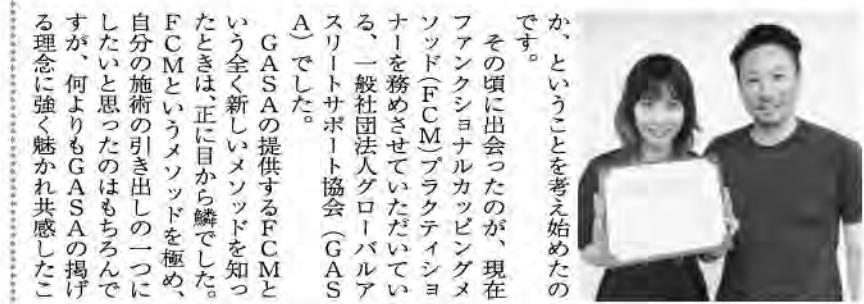 か、ということを考え始めたの
です。
その頃に出会ったのが、現在
ファンクショナルカッピングメ
ソッド（FCM）プラクティショ
ナーを務めさせていただいてい
る、一般社団法人グローバルア
スリートサポート協会（GAS
A）でした。
GASAの提供するFCMと
いう全く新しいメソッドを知っ
たときは、正に目から鱗でした。
FCMというメソッドを極め、
自分の施術の引き出しの一つに
したいと思ったのはもちろんで
すが、何よりもGASAの掲げ
る理念に強く魅かれ共感したこ